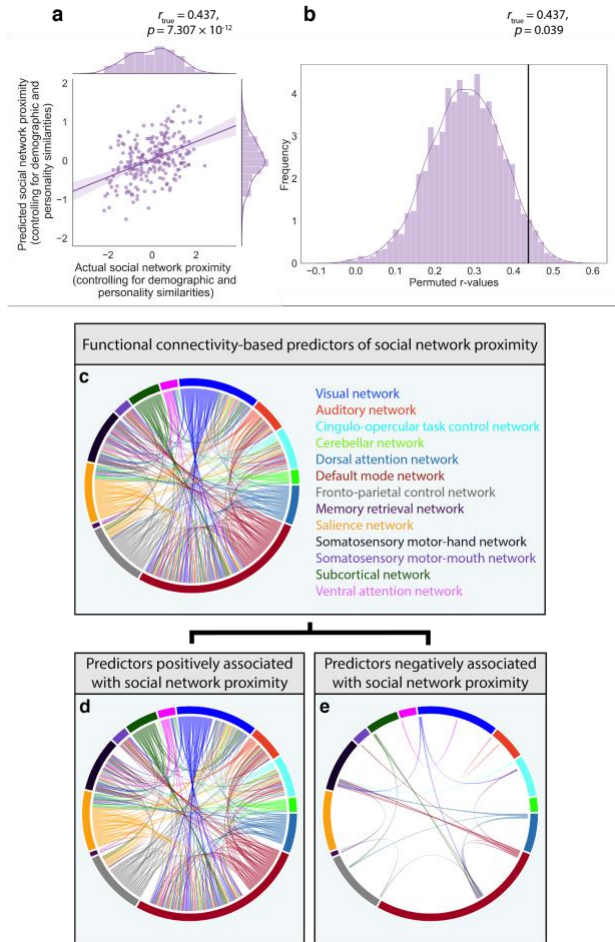 a
r_true = 0.437,
p = 7.307 × 10^-12
Predicted social network proximity
(controlling for demographic and
personality similarities)
2
1
0
−1
−2
−2
0
2
Actual social network proximity
(controlling for demographic and
personality similarities)
b
r_true = 0.437,
p = 0.039
Frequency
4
3
2
1
0
−0.1
0.0
0.1
0.2
0.3
0.4
0.5
0.6
Permuted r-values
Functional connectivity-based predictors of social network proximity
c
Visual network
Auditory network
Cingulo-opercular task control network
Cerebellar network
Dorsal attention network
Default mode network
Fronto-parietal control network
Memory retrieval network
Salience network
Somatosensory motor-hand network
Somatosensory motor-mouth network
Subcortical network
Ventral attention network
Predictors positively associated
with social network proximity
d
Predictors negatively associated
with social network proximity
e